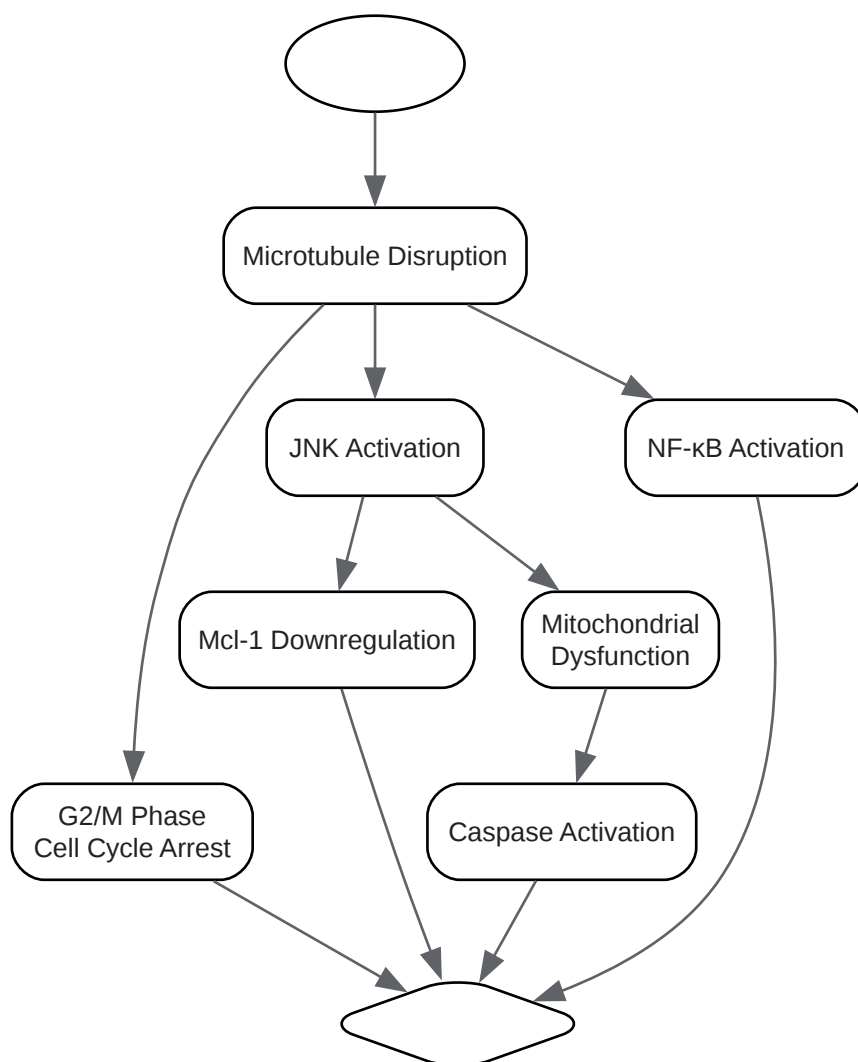 Microtubule Disruption
JNK Activation
NF-κB Activation
Mcl-1 Downregulation
Mitochondrial
Dysfunction
G2/M Phase
Cell Cycle Arrest
Caspase Activation